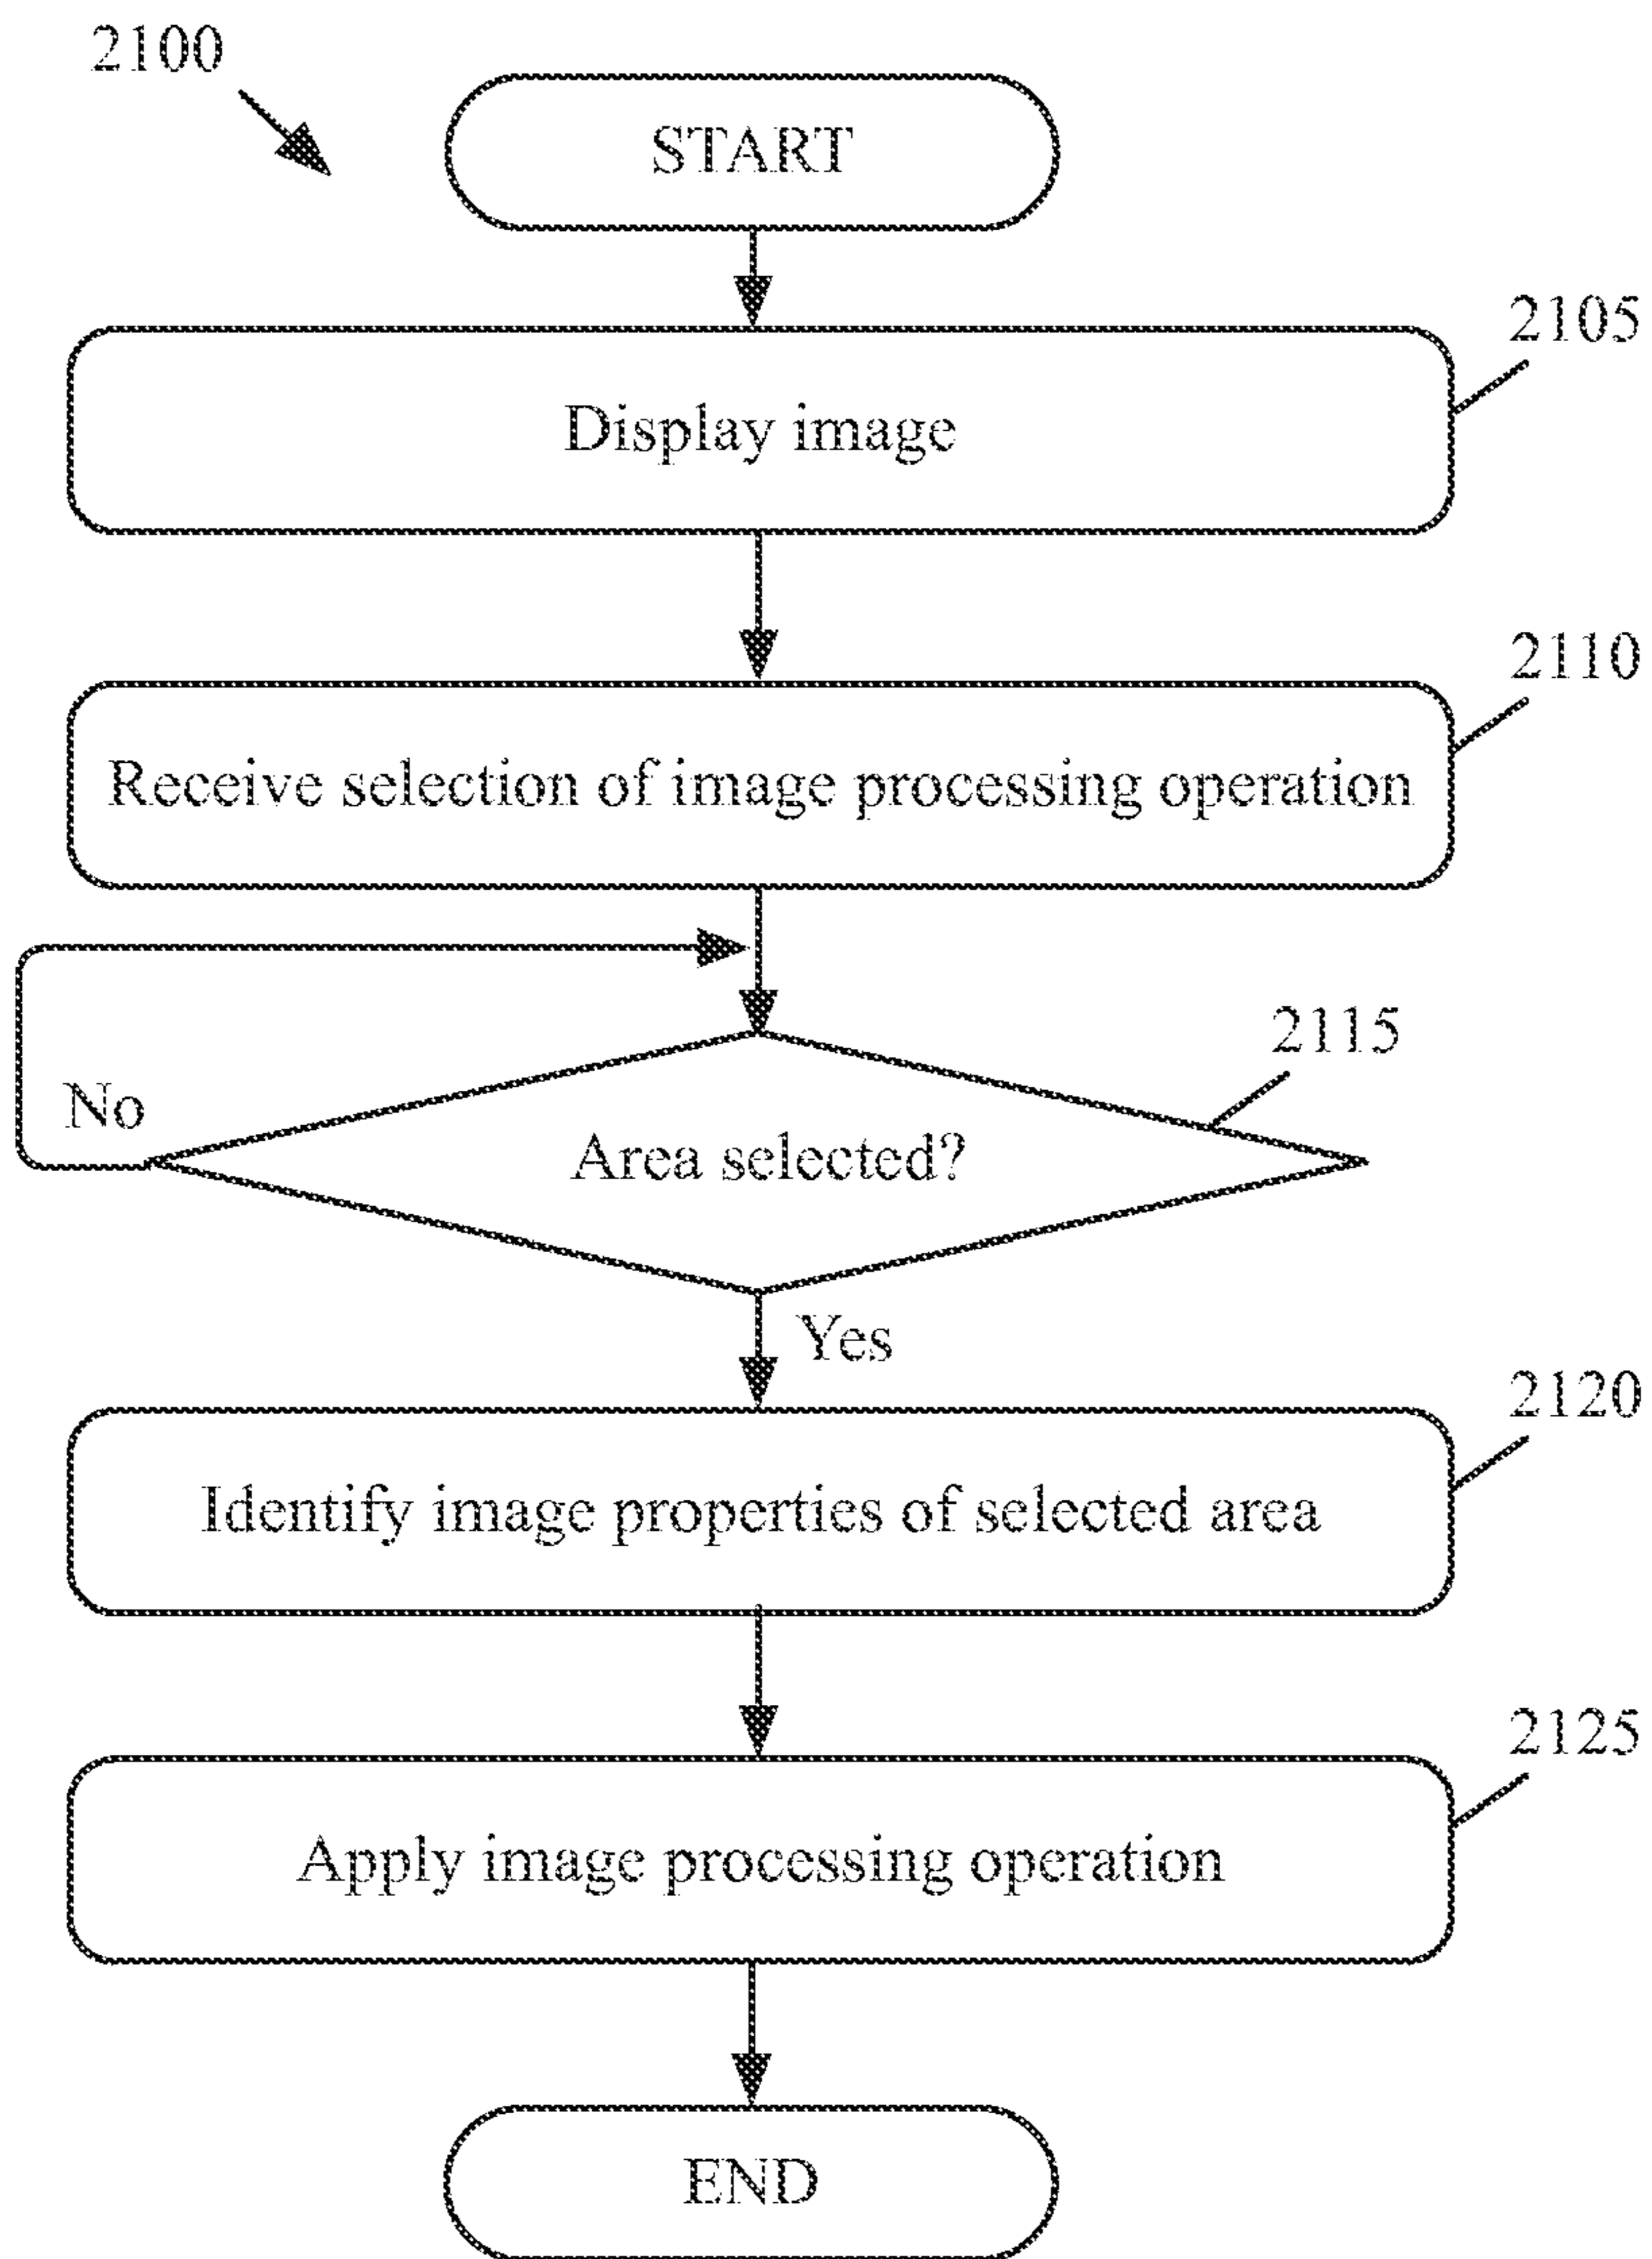 2100
START
2105
Display image
2110
Receive selection of image processing operation
2115
No
Area selected?
Yes
2120
Identify image properties of selected area
2125
Apply image processing operation
END